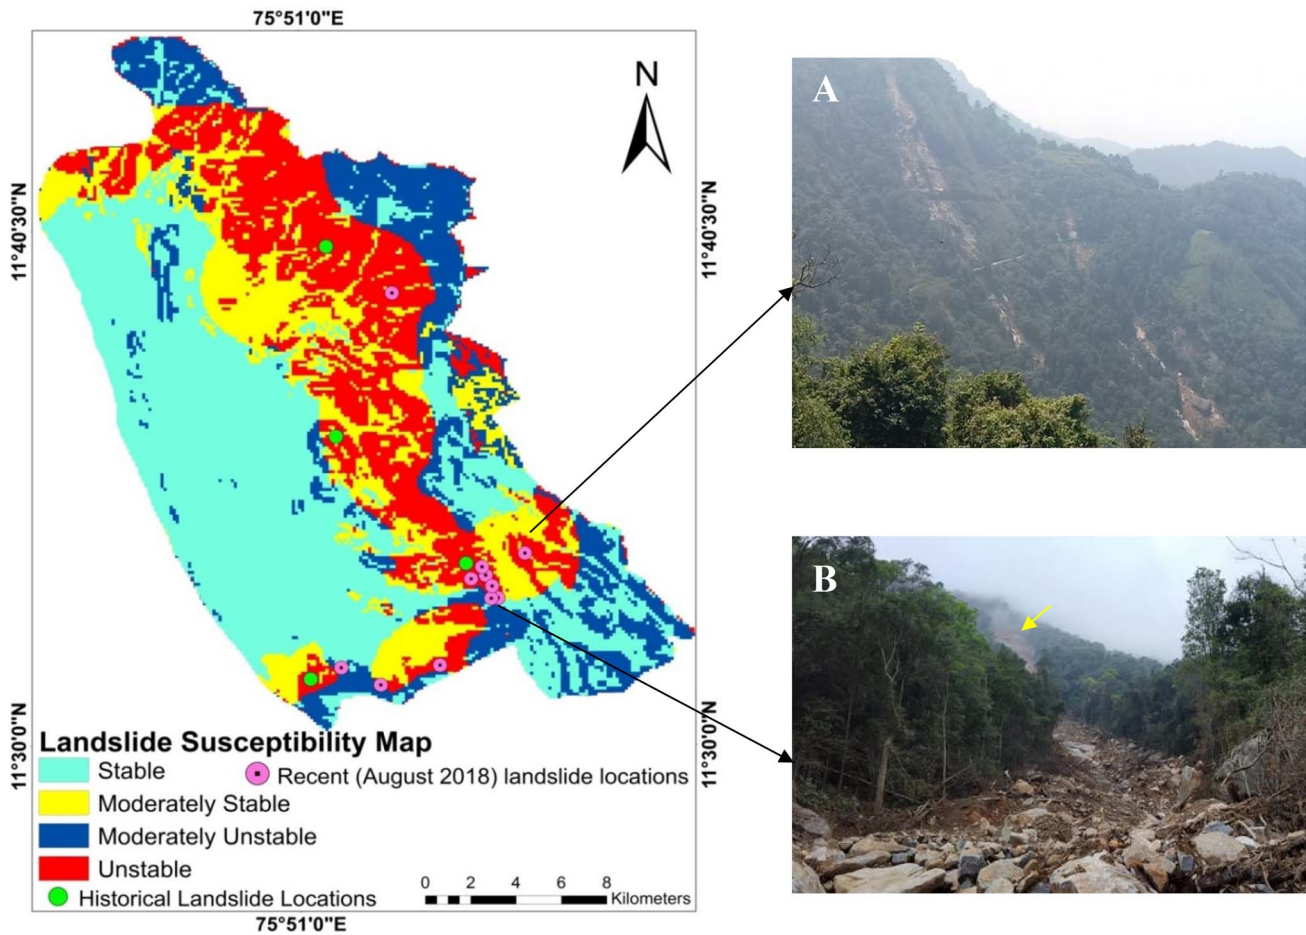 75°51'0"E
N
11°40'30"N
11°40'30"N
11°30'0"N
Landslide Susceptibility Map
Stable
Recent (August 2018) landslide locations
Moderately Stable
Moderately Unstable
Unstable
Historical Landslide Locations
0 2 4 6 8
Kilometers
75°51'0"E
11°30'0"N
A
B